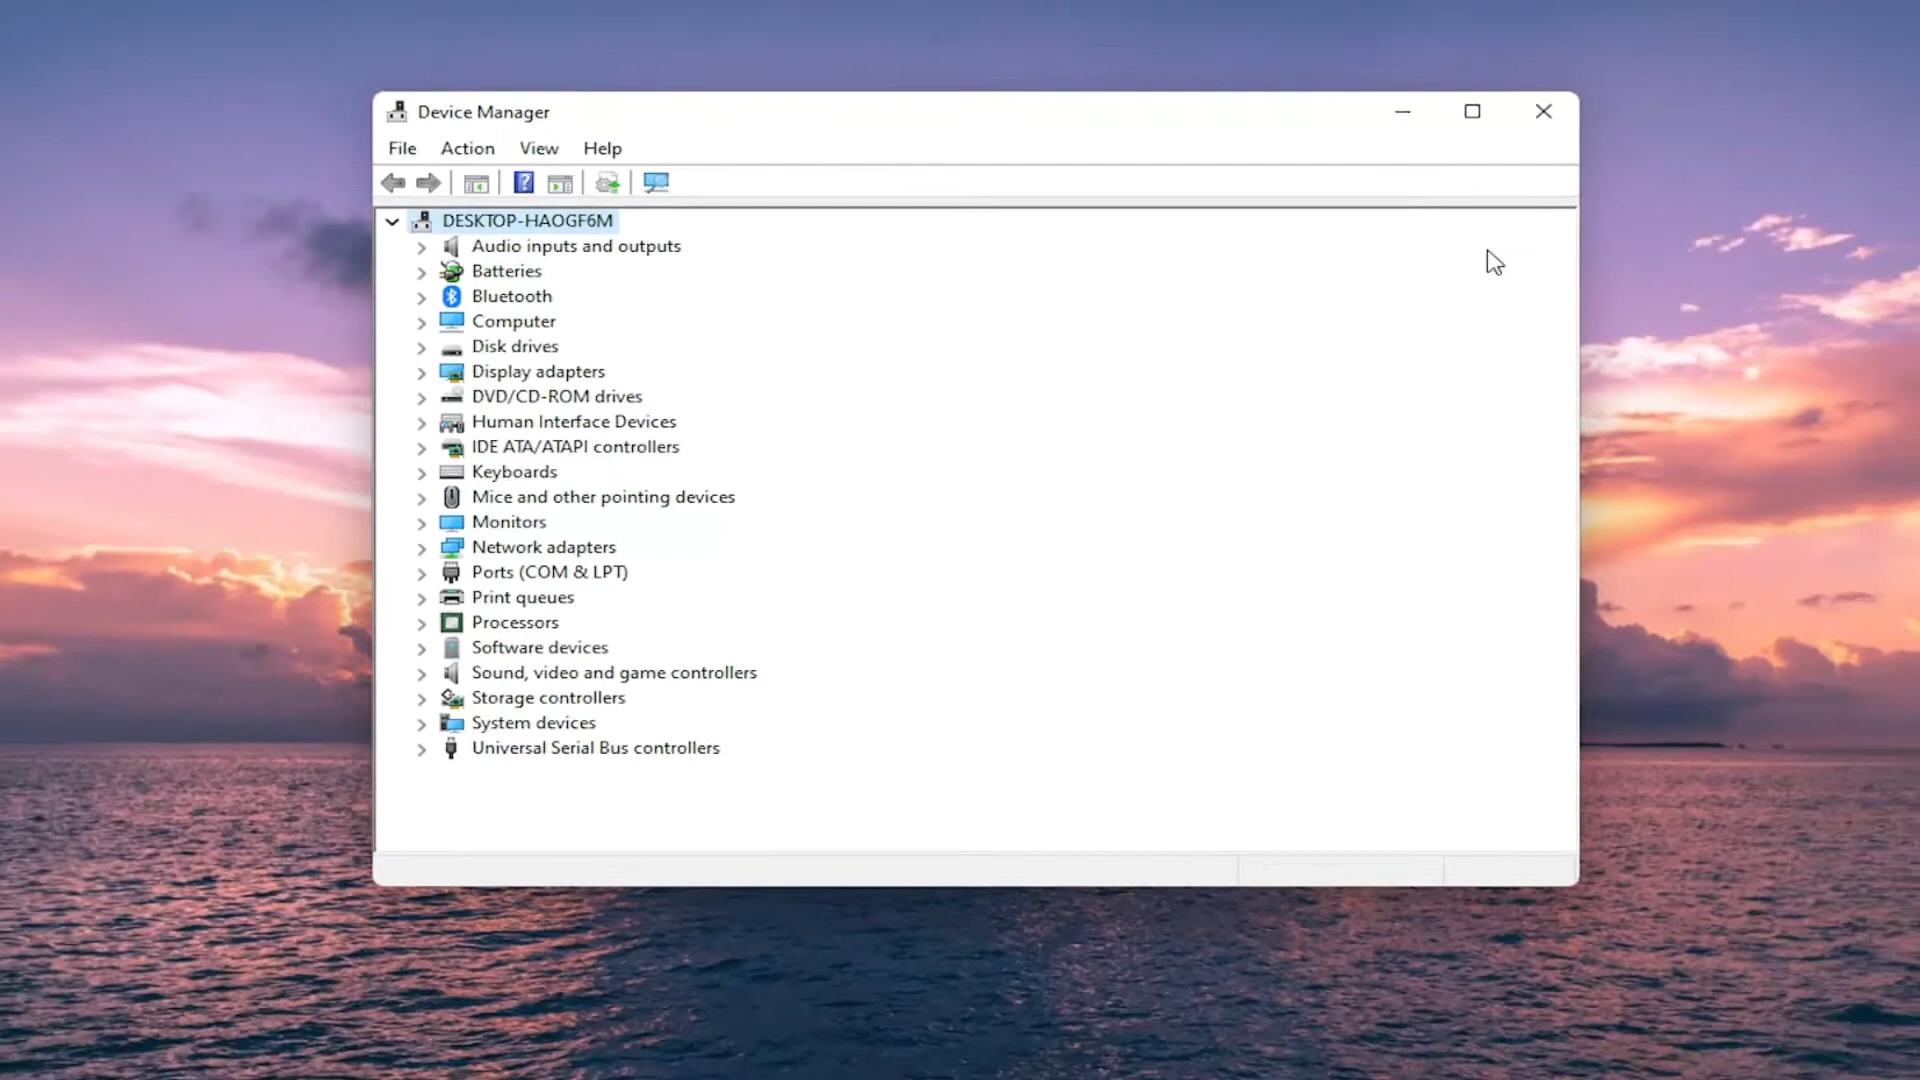 Device Manager
File Action View Help
DESKTOP-HAOGF6M
Audio inputs and outputs
Batteries
Bluetooth
Computer
Disk drives
Display adapters
DVD/CD-ROM drives
Human Interface Devices
IDE ATA/ATAPI controllers
Keyboards
Mice and other pointing devices
Monitors
Network adapters
Ports (COM & LPT)
Print queues
Processors
Software devices
Sound, video and game controllers
Storage controllers
System devices
Universal Serial Bus controllers